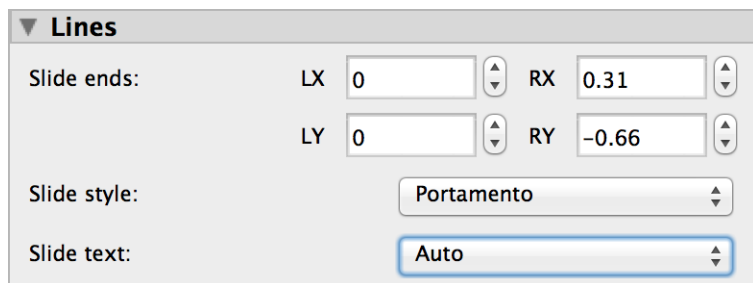 Lines
Slide ends: LX 0 RX 0.31
LY 0 RY -0.66
Slide style: Portamento
Slide text: Auto